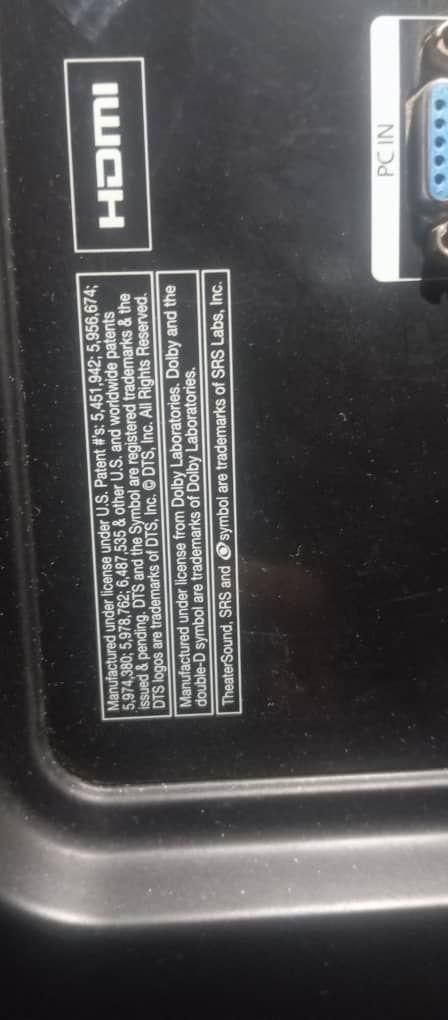 HDMI
Manufactured under license under U.S. Patent #'s: 5,451,942; 5,956,674;
5,974,380; 5,978,762; 6,487,535 & other U.S. and worldwide patents
issued & pending. DTS and the Symbol are registered trademarks & the
DTS logos are trademarks of DTS, Inc. © DTS, Inc. All Rights Reserved.
Manufactured under license from Dolby Laboratories. Dolby and the
double-D symbol are trademarks of Dolby Laboratories.
TheaterSound, SRS and symbol are trademarks of SRS Labs, Inc.
PC IN